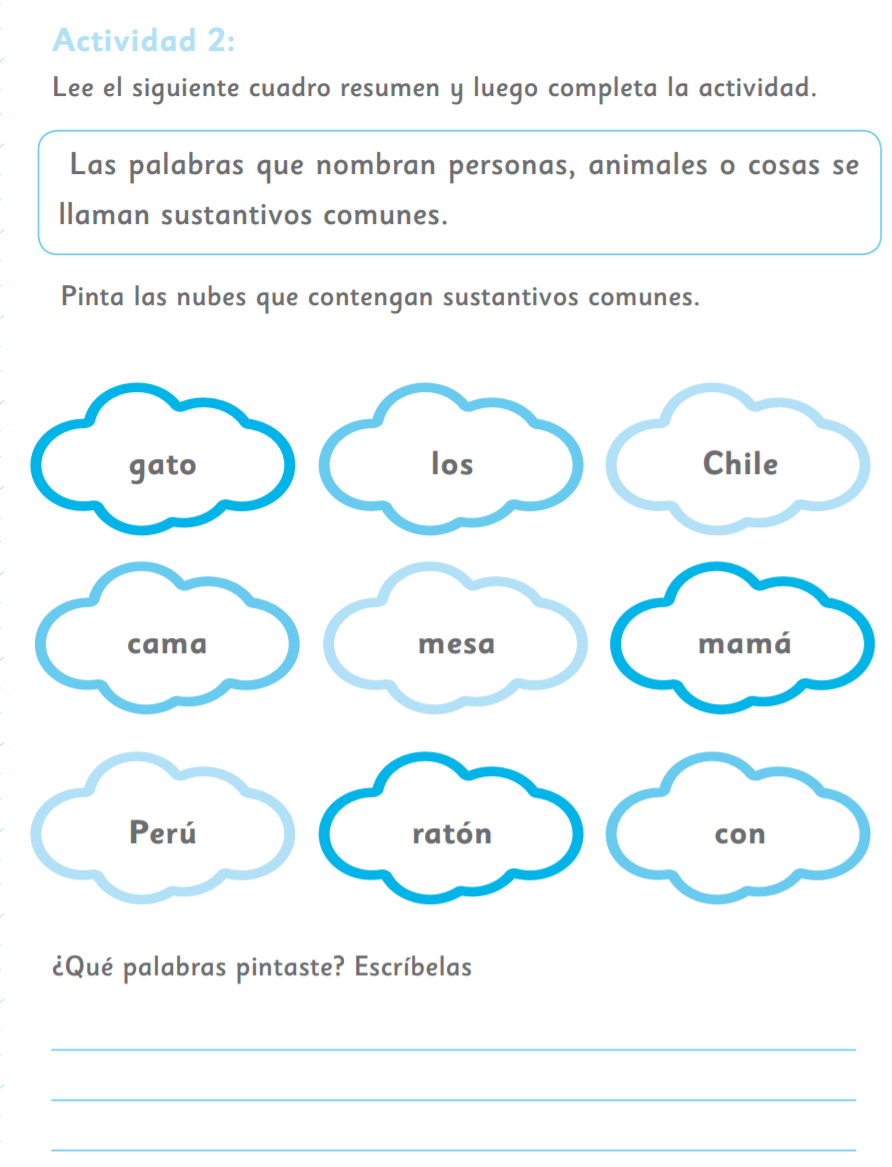 Actividad 2:
Lee el siguiente cuadro resumen y luego completa la actividad.
Las palabras que nombran personas, animales o cosas se
llaman sustantivos comunes.
Pinta las nubes que contengan sustantivos comunes.
gato
los
Chile
cama
mesa
mamá
Perú
ratón
con
¿Qué palabras pintaste? Escríbelas